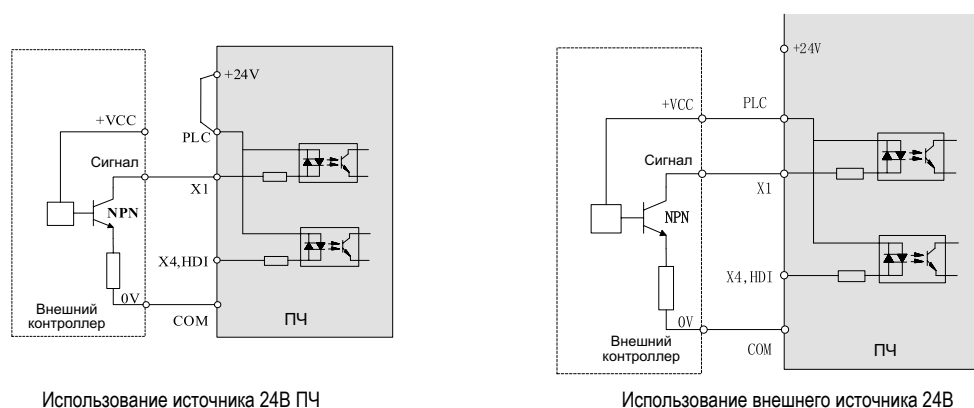 +24V
+VCC
PLC
Сигнал
X1
NPN
X4,HDI
0V
Внешний
контроллер
COM
ПЧ
Использование источника 24В ПЧ
+24V
+VCC
PLC
Сигнал
X1
NPN
X4,HDI
0V
Внешний
контроллер
COM
ПЧ
Использование внешнего источника 24В